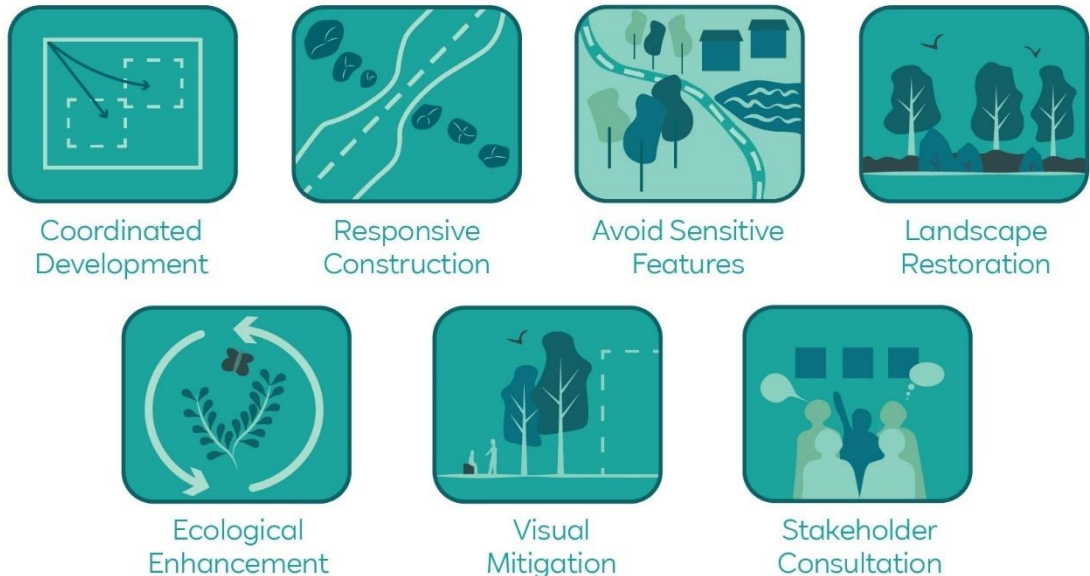 Coordinated
Development
Responsive
Construction
Avoid Sensitive
Features
Landscape
Restoration
Ecological
Enhancement
Visual
Mitigation
Stakeholder
Consultation